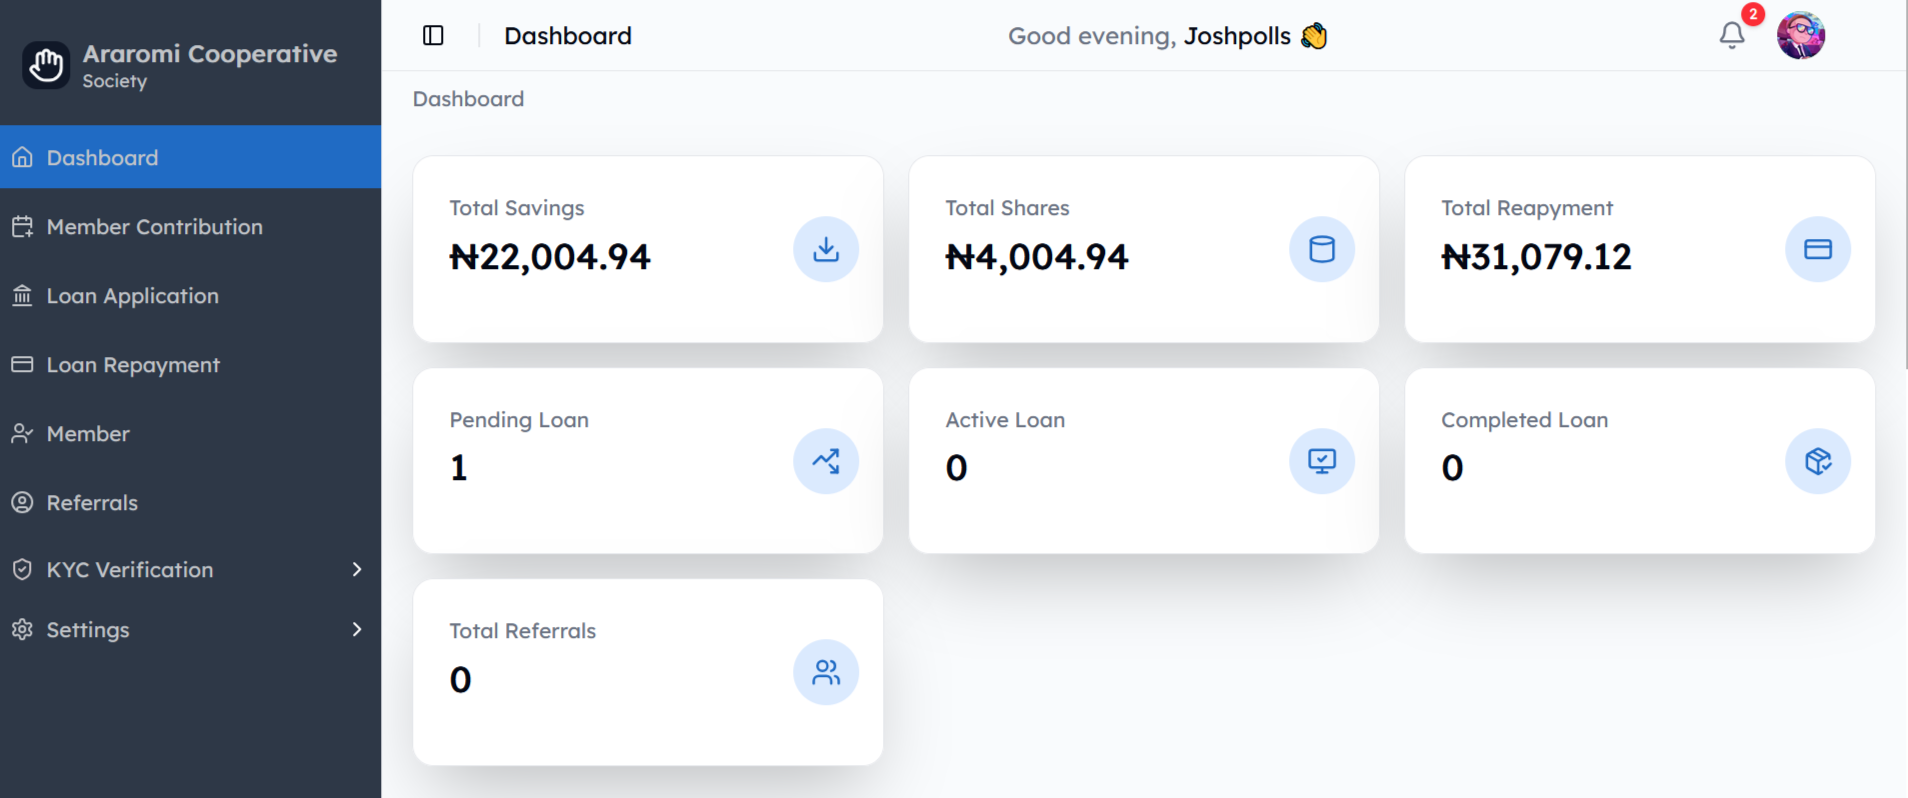 Araromi Cooperative
Society
Dashboard
Member Contribution
Loan Application
Loan Repayment
Member
Referrals
KYC Verification
Settings
Dashboard
Good evening, Joshpolls 👋
2
Dashboard
Total Savings
₦22,004.94
Total Shares
₦4,004.94
Total Reapyment
₦31,079.12
Pending Loan
1
Active Loan
0
Completed Loan
0
Total Referrals
0